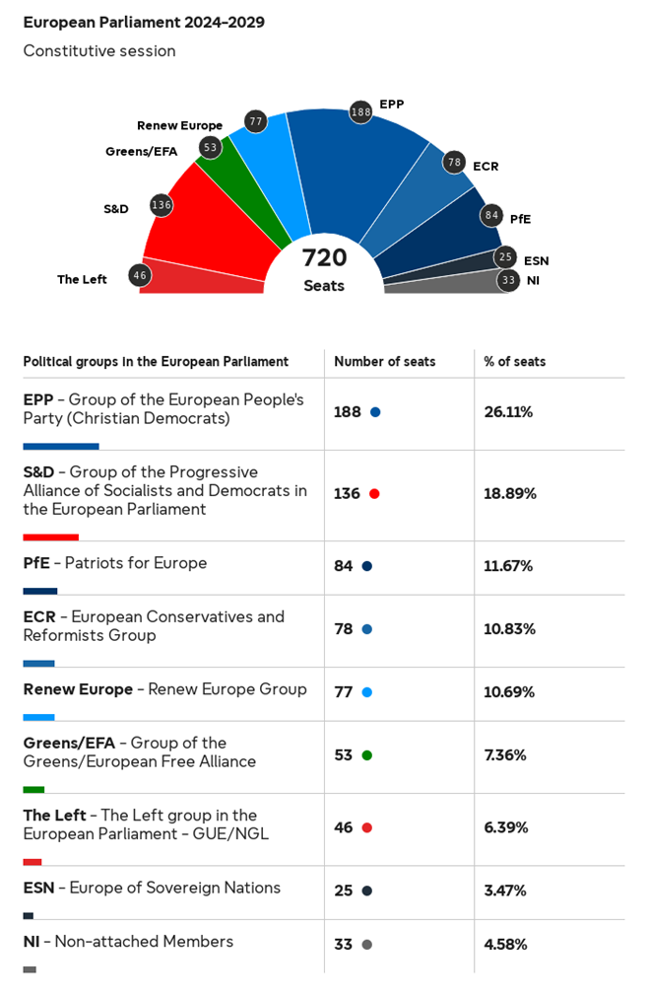 European Parliament 2024-2029
Constitutive session
188
EPP
77
Renew Europe
53
Greens/EFA
78
ECR
136
S&D
84
PfE
25
ESN
46
The Left
33
NI
720
Seats
Political groups in the European Parliament
Number of seats
% of seats
EPP - Group of the European People's
Party (Christian Democrats)
188
26.11%
S&D - Group of the Progressive
Alliance of Socialists and Democrats in
the European Parliament
136
18.89%
PfE - Patriots for Europe
84
11.67%
ECR - European Conservatives and
Reformists Group
78
10.83%
Renew Europe - Renew Europe Group
77
10.69%
Greens/EFA - Group of the
Greens/European Free Alliance
53
7.36%
The Left - The Left group in the
European Parliament - GUE/NGL
46
6.39%
ESN - Europe of Sovereign Nations
25
3.47%
NI - Non-attached Members
33
4.58%